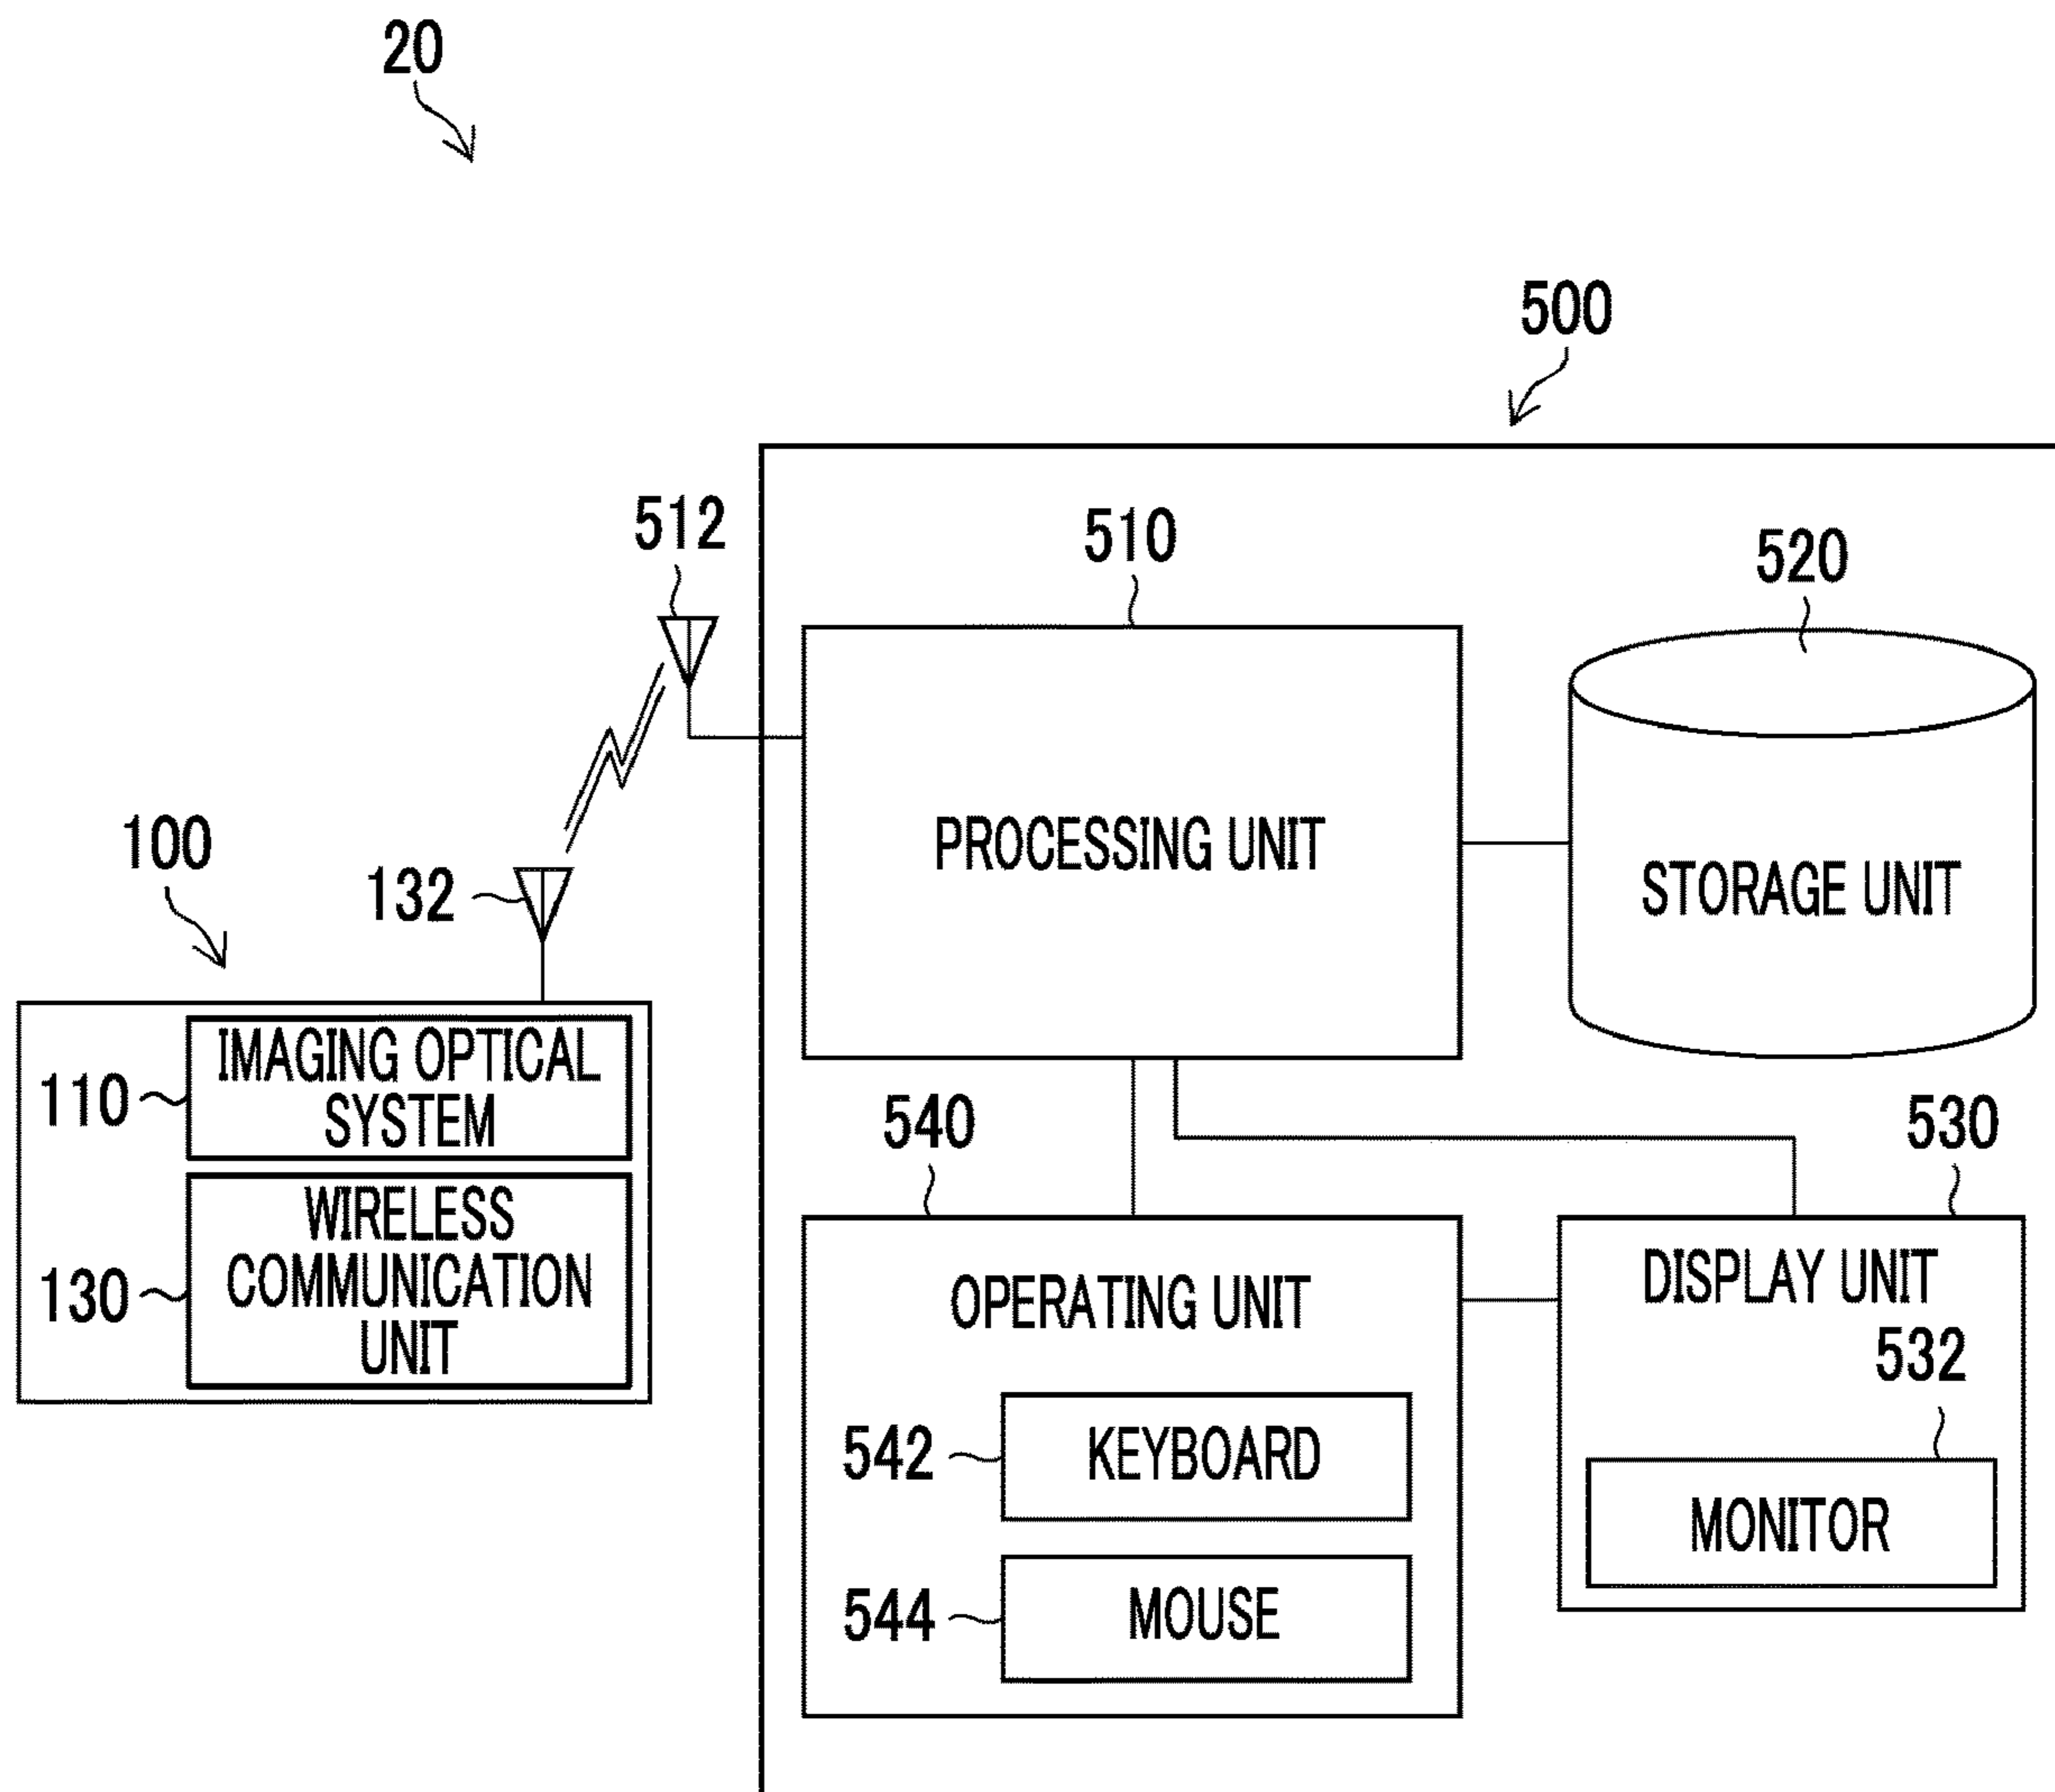 20
500
512
510
520
PROCESSING UNIT
STORAGE UNIT
100
132
IMAGING OPTICAL
SYSTEM
110
WIRELESS
COMMUNICATION
UNIT
130
540
530
OPERATING UNIT
DISPLAY UNIT
532
542
KEYBOARD
MONITOR
544
MOUSE